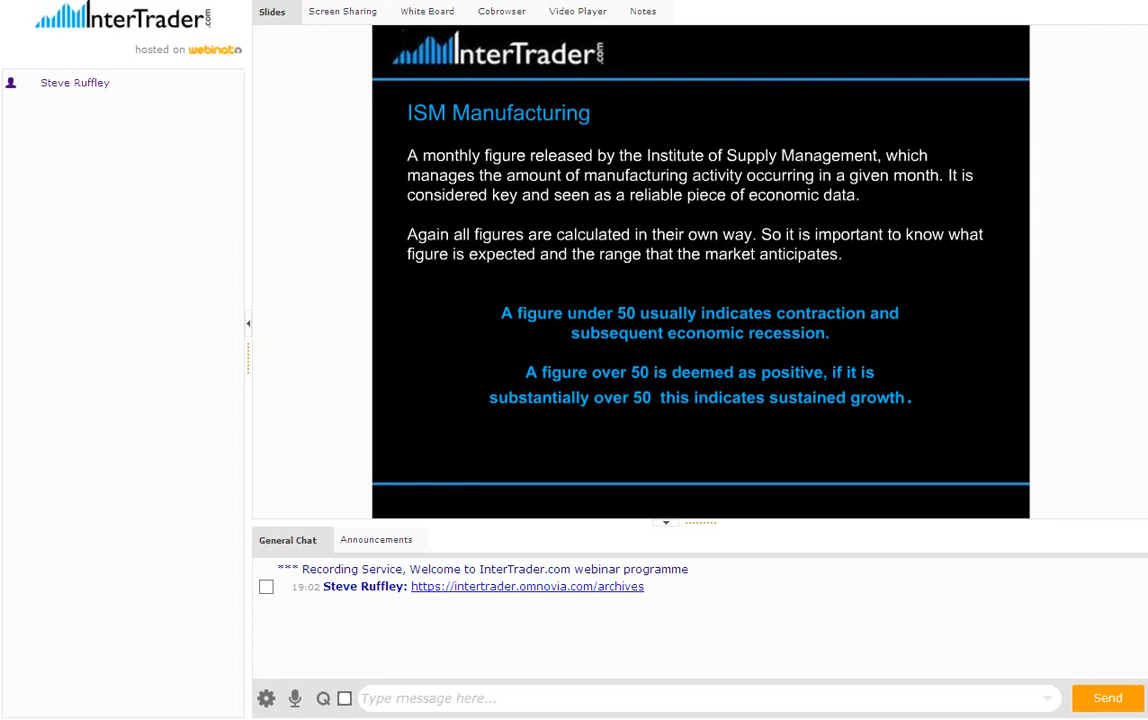 InterTrader.com
hosted on webinato
Steve Ruffley
Slides Screen Sharing White Board Cobrowser Video Player Notes
InterTrader.com
ISM Manufacturing
A monthly figure released by the Institute of Supply Management, which
manages the amount of manufacturing activity occurring in a given month. It is
considered key and seen as a reliable piece of economic data.
Again all figures are calculated in their own way. So it is important to know what
figure is expected and the range that the market anticipates.
A figure under 50 usually indicates contraction and
subsequent economic recession.
A figure over 50 is deemed as positive, if it is
substantially over 50 this indicates sustained growth.
General Chat Announcements
*** Recording Service, Welcome to InterTrader.com webinar programme
19:02 Steve Ruffley: https://intertrader.omnovia.com/archives
Q Type message here... Send